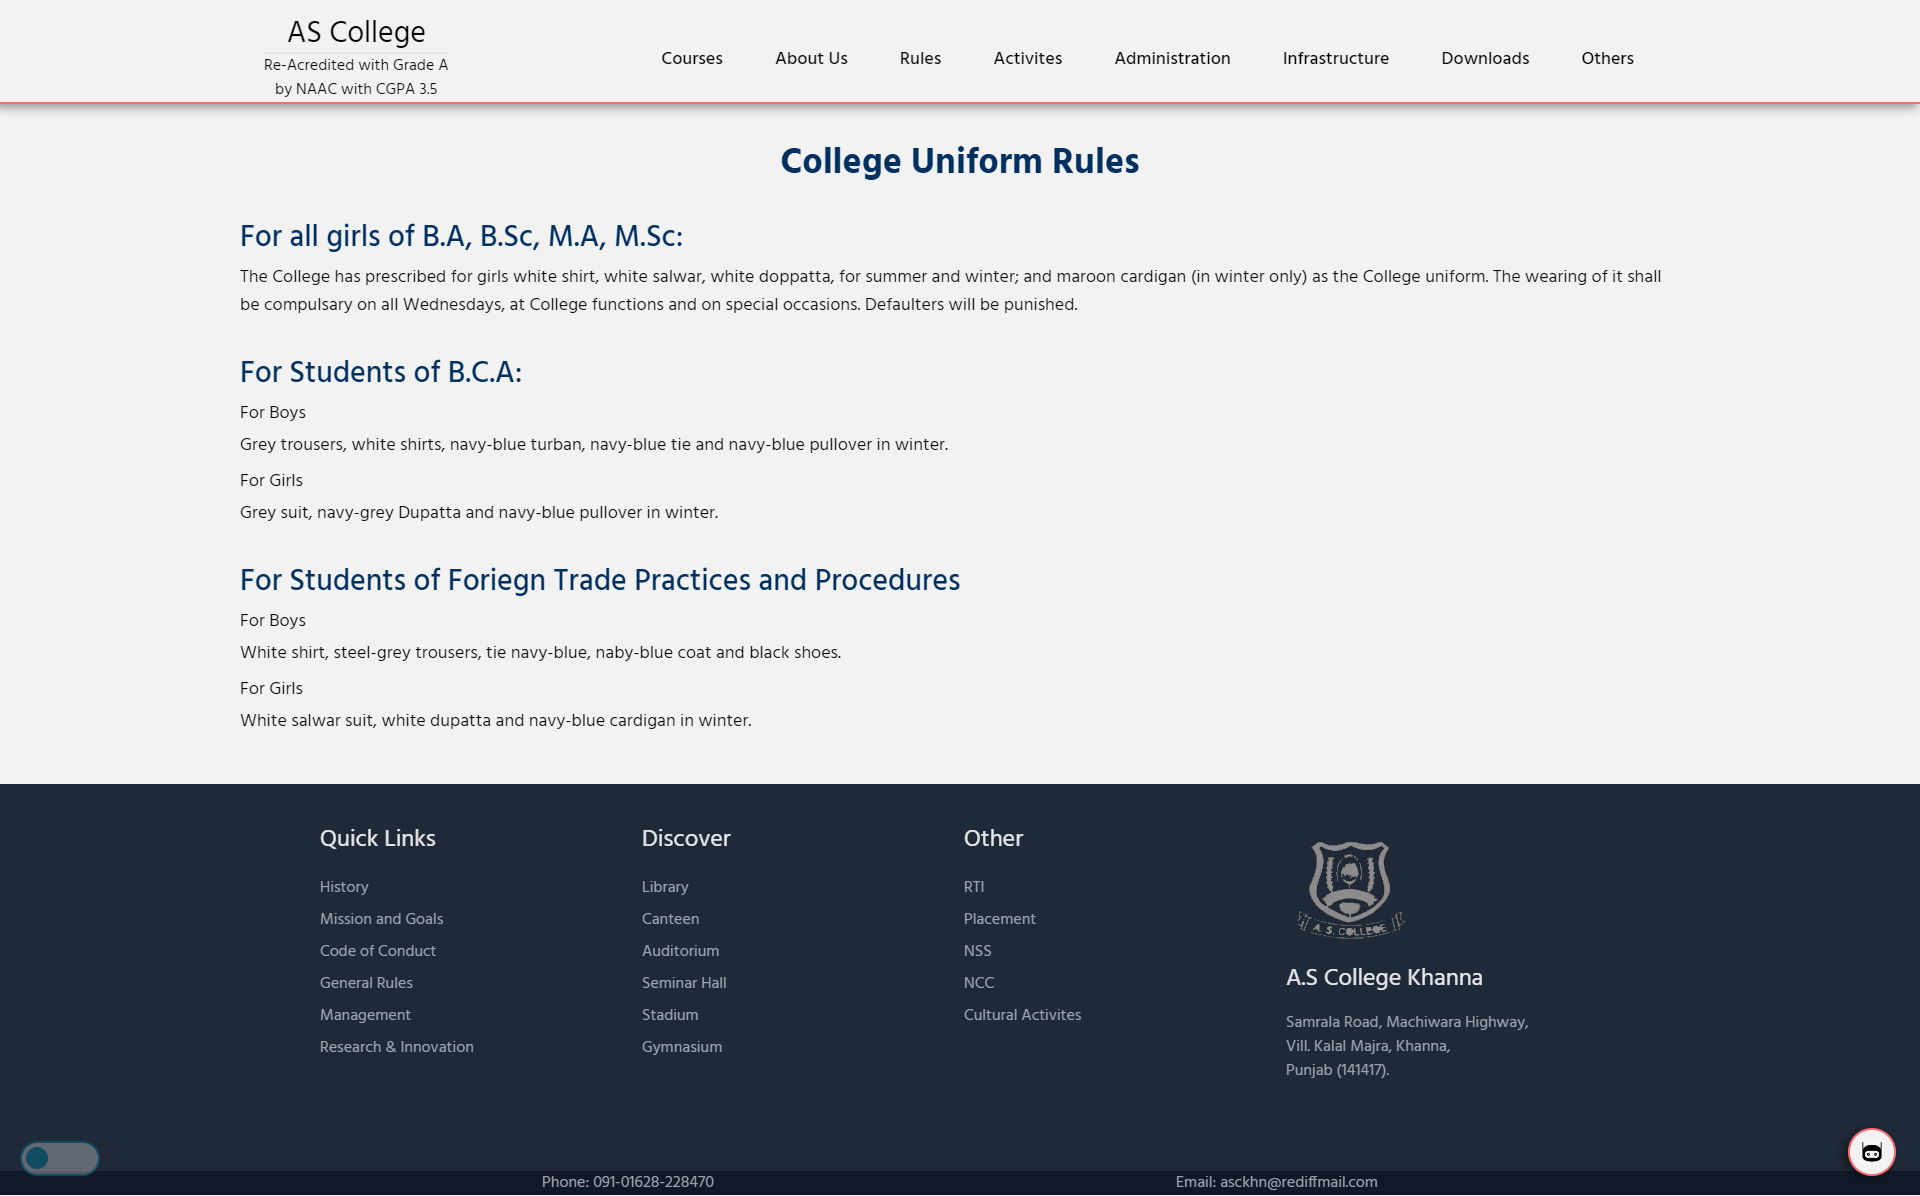 AS College
Re-Acredited with Grade A
by NAAC with CGPA 3.5
Courses
About Us
Rules
Activites
Administration
Infrastructure
Downloads
Others
College Uniform Rules
For all girls of B.A, B.Sc, M.A, M.Sc:
The College has prescribed for girls white shirt, white salwar, white doppatta, for summer and winter; and maroon cardigan (in winter only) as the College uniform. The wearing of it shall
be compulsary on all Wednesdays, at College functions and on special occasions. Defaulters will be punished.
For Students of B.C.A:
For Boys
Grey trousers, white shirts, navy-blue turban, navy-blue tie and navy-blue pullover in winter.
For Girls
Grey suit, navy-grey Dupatta and navy-blue pullover in winter.
For Students of Foriegn Trade Practices and Procedures
For Boys
White shirt, steel-grey trousers, tie navy-blue, naby-blue coat and black shoes.
For Girls
White salwar suit, white dupatta and navy-blue cardigan in winter.
Quick Links
History
Mission and Goals
Code of Conduct
General Rules
Management
Research & Innovation
Discover
Library
Canteen
Auditorium
Seminar Hall
Stadium
Gymnasium
Other
RTI
Placement
NSS
NCC
Cultural Activites
A. S. COLLEGE
A.S College Khanna
Samrala Road, Machiwara Highway,
Vill. Kalal Majra, Khanna,
Punjab (141417).
Phone: 091-01628-228470
Email: asckhn@rediffmail.com